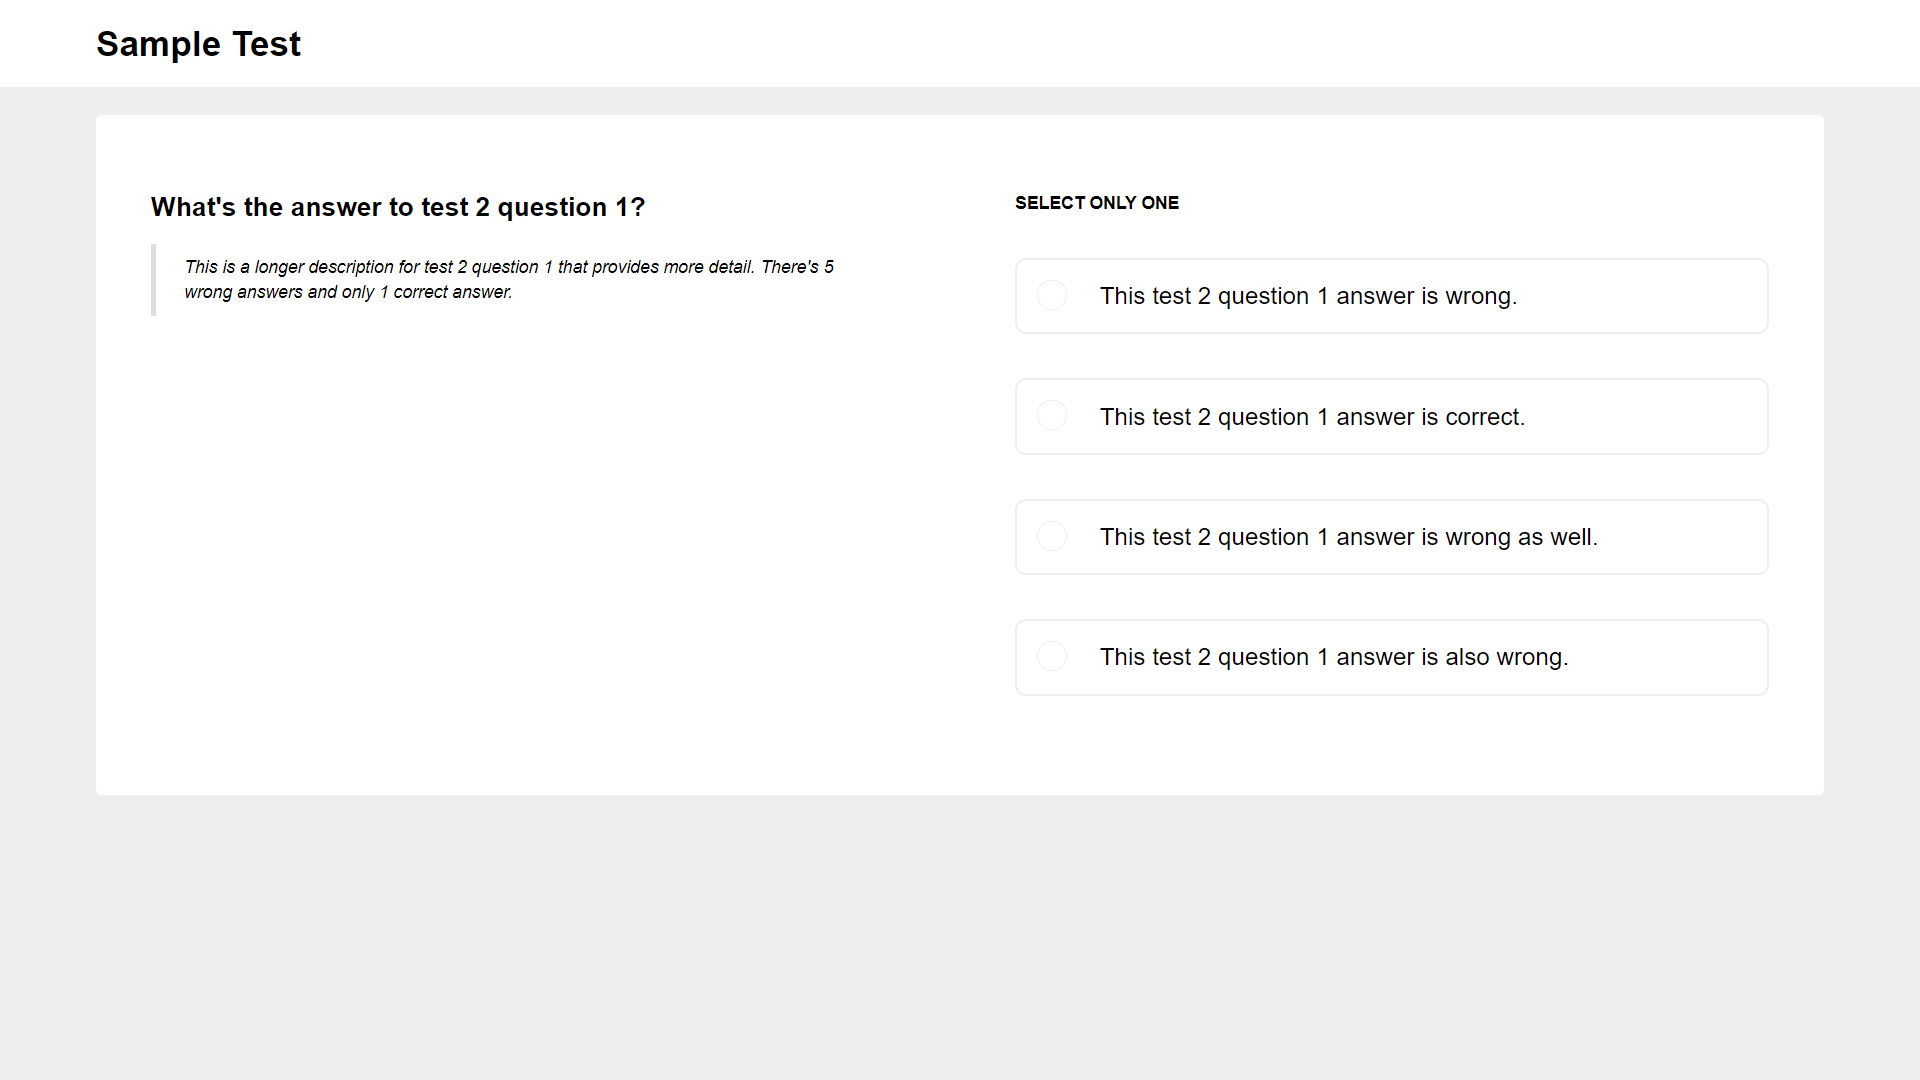 Sample Test
What's the answer to test 2 question 1?
This is a longer description for test 2 question 1 that provides more detail. There's 5
wrong answers and only 1 correct answer.
SELECT ONLY ONE
This test 2 question 1 answer is wrong.
This test 2 question 1 answer is correct.
This test 2 question 1 answer is wrong as well.
This test 2 question 1 answer is also wrong.